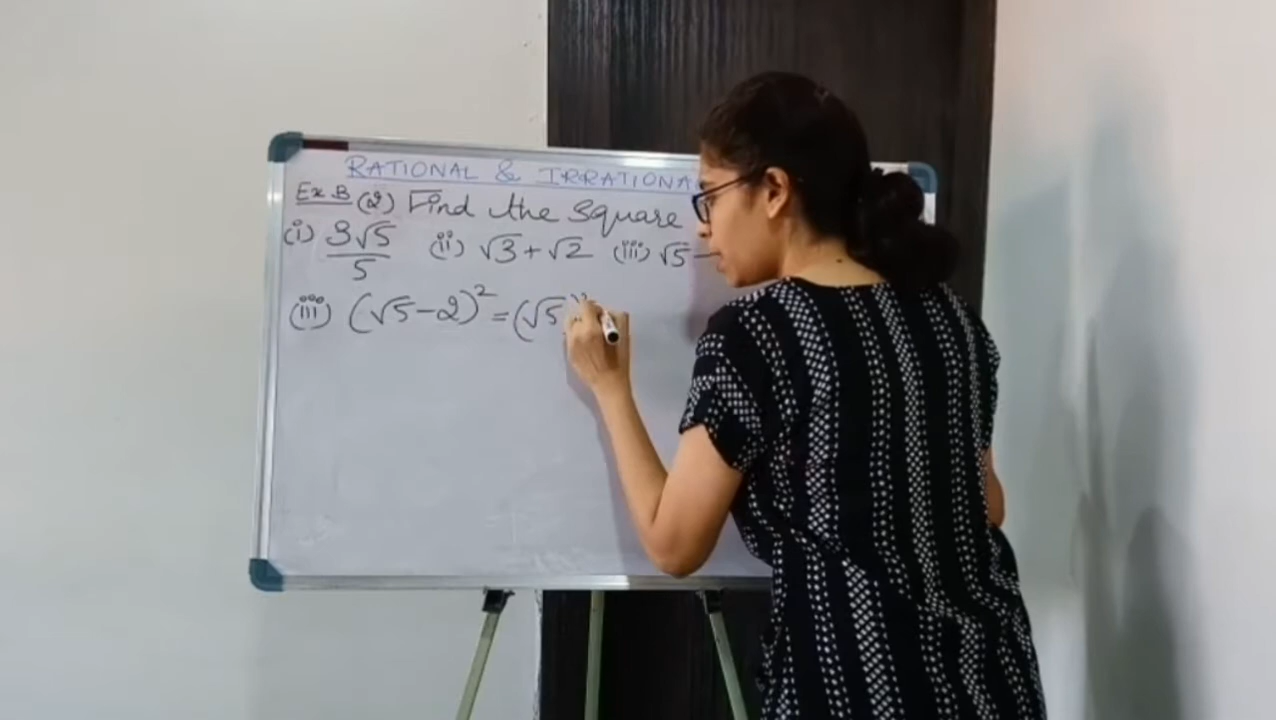 RATIONAL & IRRATIONA
Ex B (2) Find the Square
(i) 3√5/5 (ii) √3+√2 (iii) √5-
(iii) (√5-2)² = (√5)²